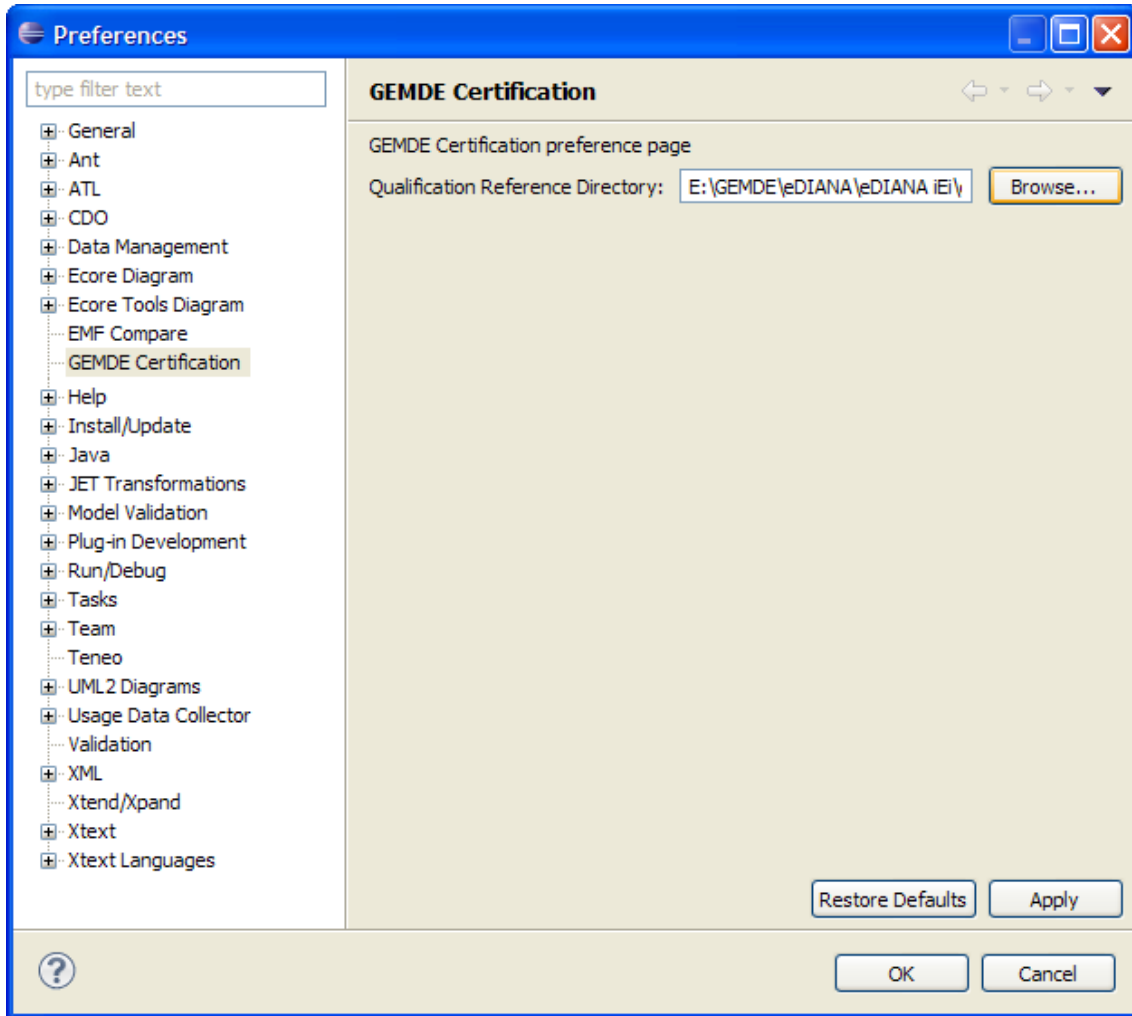 Preferences
type filter text
General
Ant
ATL
CDO
Data Management
Ecore Diagram
Ecore Tools Diagram
EMF Compare
GEMDE Certification
Help
Install/Update
Java
JET Transformations
Model Validation
Plug-in Development
Run/Debug
Tasks
Team
Teneo
UML2 Diagrams
Usage Data Collector
Validation
XML
Xtend/Xpand
Xtext
Xtext Languages
GEMDE Certification
GEMDE Certification preference page
Qualification Reference Directory: E:\GEMDE\eDIANA\eDIANA iEi\ Browse...
Restore Defaults Apply
? OK Cancel